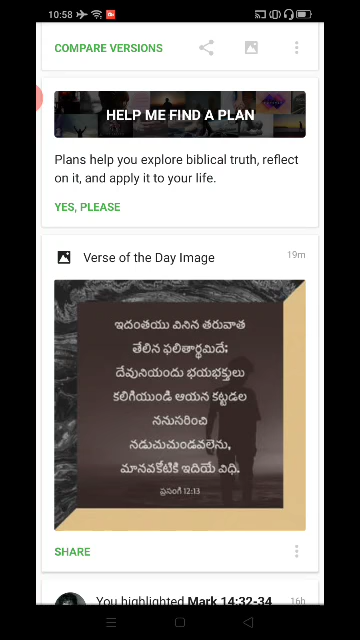 10:58
COMPARE VERSIONS
HELP ME FIND A PLAN
Plans help you explore biblical truth, reflect
on it, and apply it to your life.
YES, PLEASE
Verse of the Day Image
19m
ఇదంతయు వినిన తరువాత
తేలిన ఫలితార్థమిదే;
దేవునియందు భయభక్తులు
కలిగియుండి ఆయన కట్టడల
ననుసరించి
నడుచుచుండవలెను,
మానవకోటికి ఇదియే విధి.
ప్రసంగి 12:13
SHARE
You highlighted Mark 14:32-34
16h